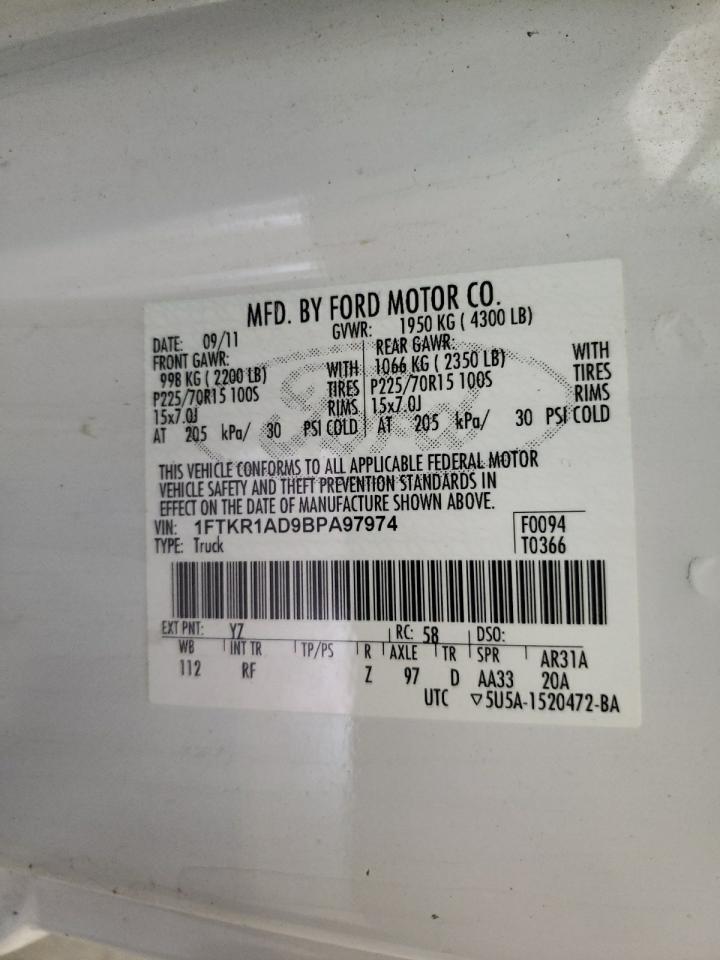 MFD. BY FORD MOTOR CO.
DATE: 09/11 GVWR: 1950 KG ( 4300 LB)
FRONT GAWR: REAR GAWR:
998 KG ( 2200 LB) WITH 1066 KG ( 2350 LB) WITH
P225/70R15 100S TIRES P225/70R15 100S TIRES
15x7.0J RIMS 15x7.0J RIMS
AT 205 kPa/ 30 PSI COLD AT 205 kPa/ 30 PSI COLD
THIS VEHICLE CONFORMS TO ALL APPLICABLE FEDERAL MOTOR
VEHICLE SAFETY AND THEFT PREVENTION STANDARDS IN
EFFECT ON THE DATE OF MANUFACTURE SHOWN ABOVE.
VIN: 1FTKR1AD9BPA97974 F0094
TYPE: Truck T0366
EXT PNT: YZ RC: 58 DSO:
WB INT TR TP/PS R AXLE TR SPR AR31A
112 RF Z 97 D AA33 20A
UTC ▽5U5A-1520472-BA